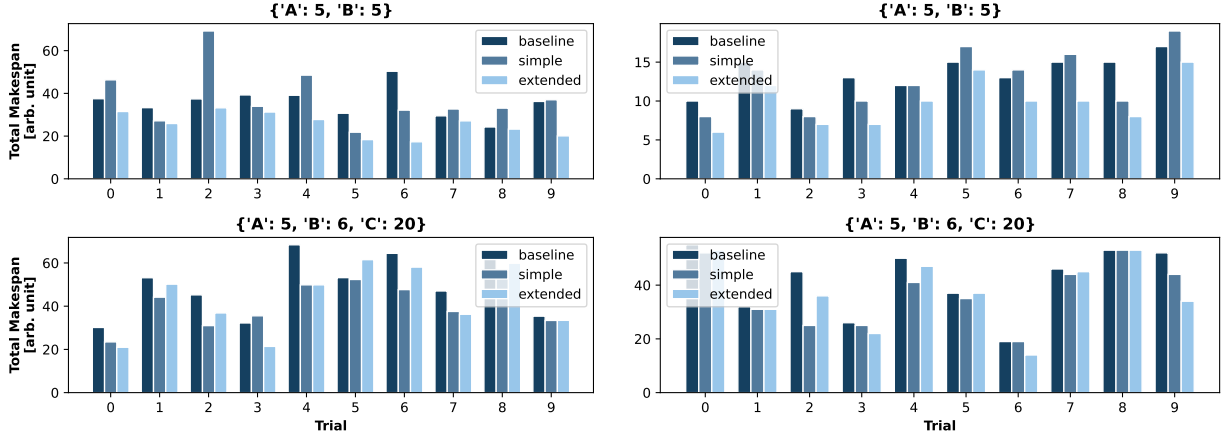 {'A': 5, 'B': 5}
Total Makespan
[arb. unit]
60
40
20
0
baseline
simple
extended
0 1 2 3 4 5 6 7 8 9
{'A': 5, 'B': 5}
15
10
5
0
baseline
simple
extended
0 1 2 3 4 5 6 7 8 9
{'A': 5, 'B': 6, 'C': 20}
Total Makespan
[arb. unit]
60
40
20
0
baseline
simple
extended
0 1 2 3 4 5 6 7 8 9
Trial
{'A': 5, 'B': 6, 'C': 20}
40
20
0
baseline
simple
extended
0 1 2 3 4 5 6 7 8 9
Trial